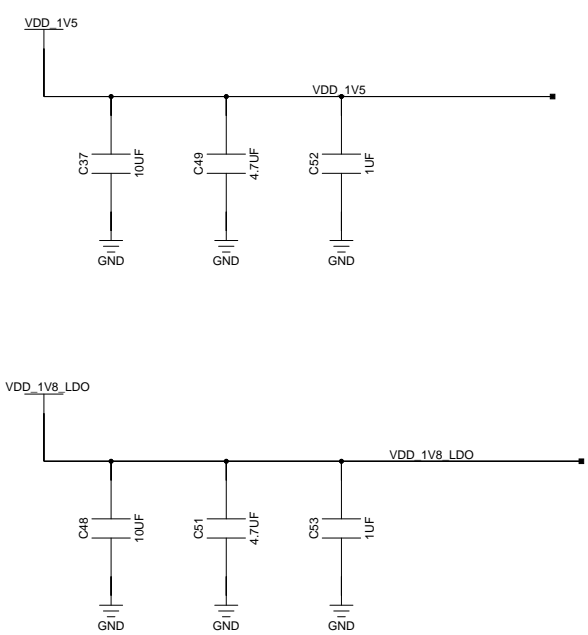 VDD_1V5
VDD_1V5
C37
10UF
C49
4.7UF
C52
1UF
GND
GND
GND
VDD_1V8_LDO
VDD_1V8_LDO
C48
10UF
C51
4.7UF
C53
1UF
GND
GND
GND